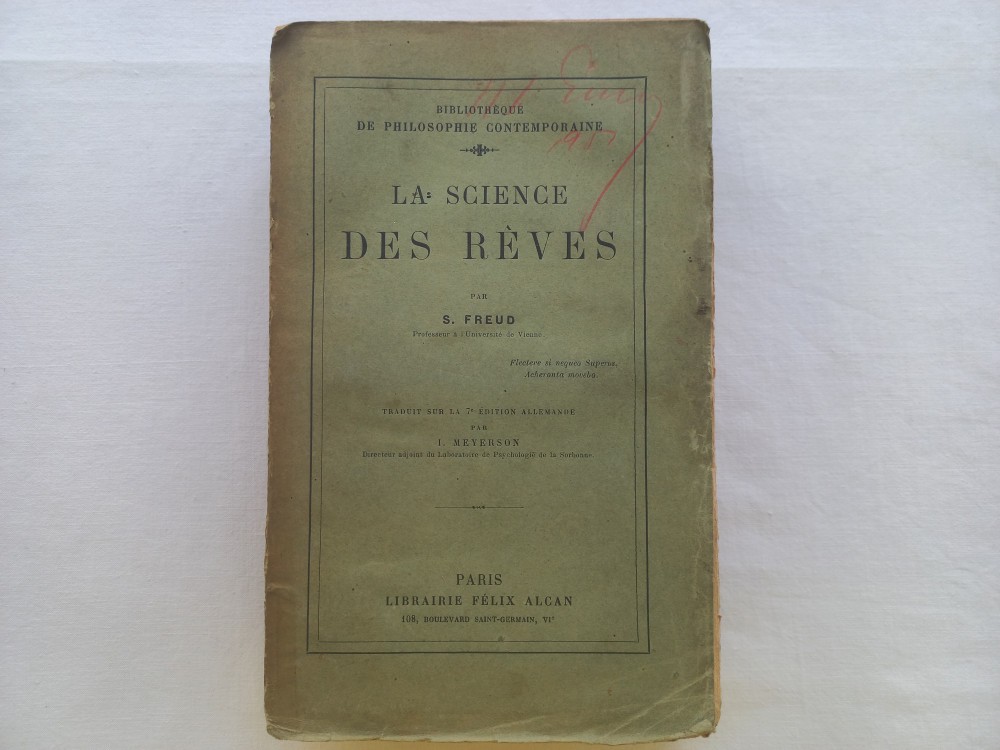 BIBLIOTHÈQUE
DE PHILOSOPHIE CONTEMPORAINE
LA SCIENCE
DES RÊVES
PAR
S. FREUD
Professeur à l'Université de Vienne.
Flectere si nequeo Superos,
Acheronta movebo.
TRADUIT SUR LA 7e ÉDITION ALLEMANDE
PAR
I. MEYERSON
Directeur adjoint du Laboratoire de Psychologie de la Sorbonne.
PARIS
LIBRAIRIE FÉLIX ALCAN
108, BOULEVARD SAINT-GERMAIN, VIe